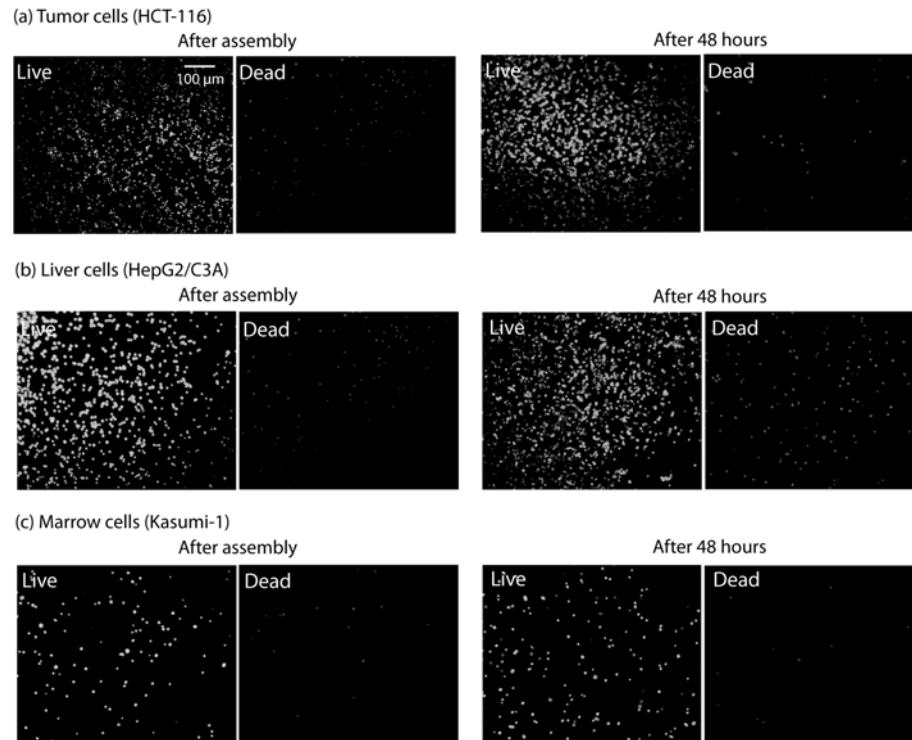 (a) Tumor cells (HCT-116)
After assembly
After 48 hours
Live
100 μm
Dead
Live
Dead
(b) Liver cells (HepG2/C3A)
After assembly
After 48 hours
Live
Dead
Live
Dead
(c) Marrow cells (Kasumi-1)
After assembly
After 48 hours
Live
Dead
Live
Dead